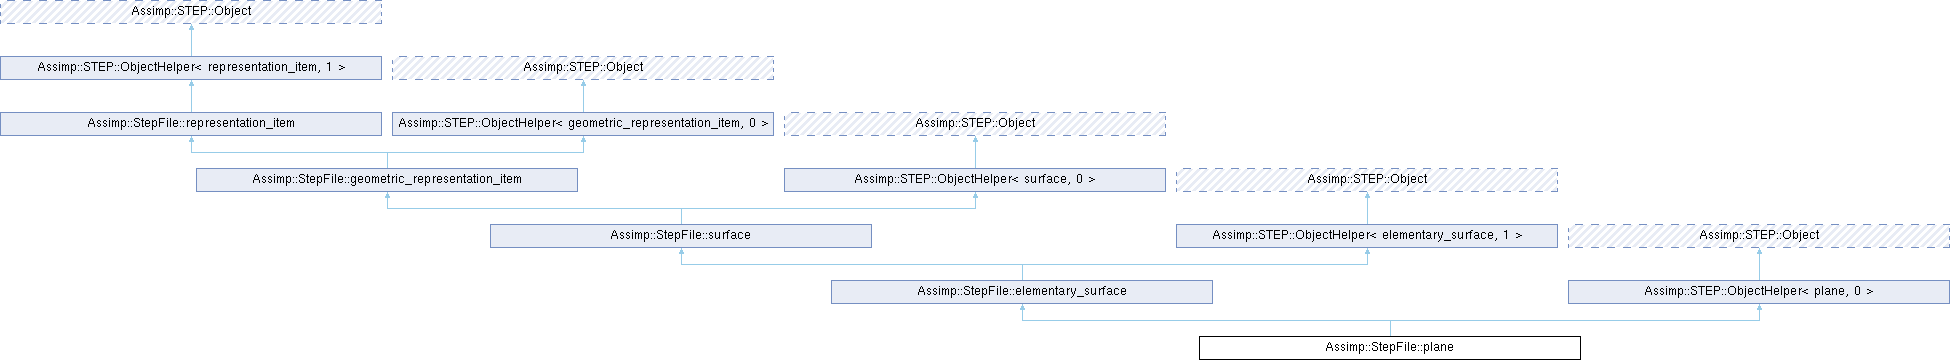 Assimp::STEP::Object
Assimp::STEP::ObjectHelper< representation_item, 1 >
Assimp::STEP::Object
Assimp::StepFile::representation_item
Assimp::STEP::ObjectHelper< geometric_representation_item, 0 >
Assimp::STEP::Object
Assimp::StepFile::geometric_representation_item
Assimp::STEP::ObjectHelper< surface, 0 >
Assimp::STEP::Object
Assimp::StepFile::surface
Assimp::STEP::ObjectHelper< elementary_surface, 1 >
Assimp::STEP::Object
Assimp::StepFile::elementary_surface
Assimp::STEP::ObjectHelper< plane, 0 >
Assimp::StepFile::plane